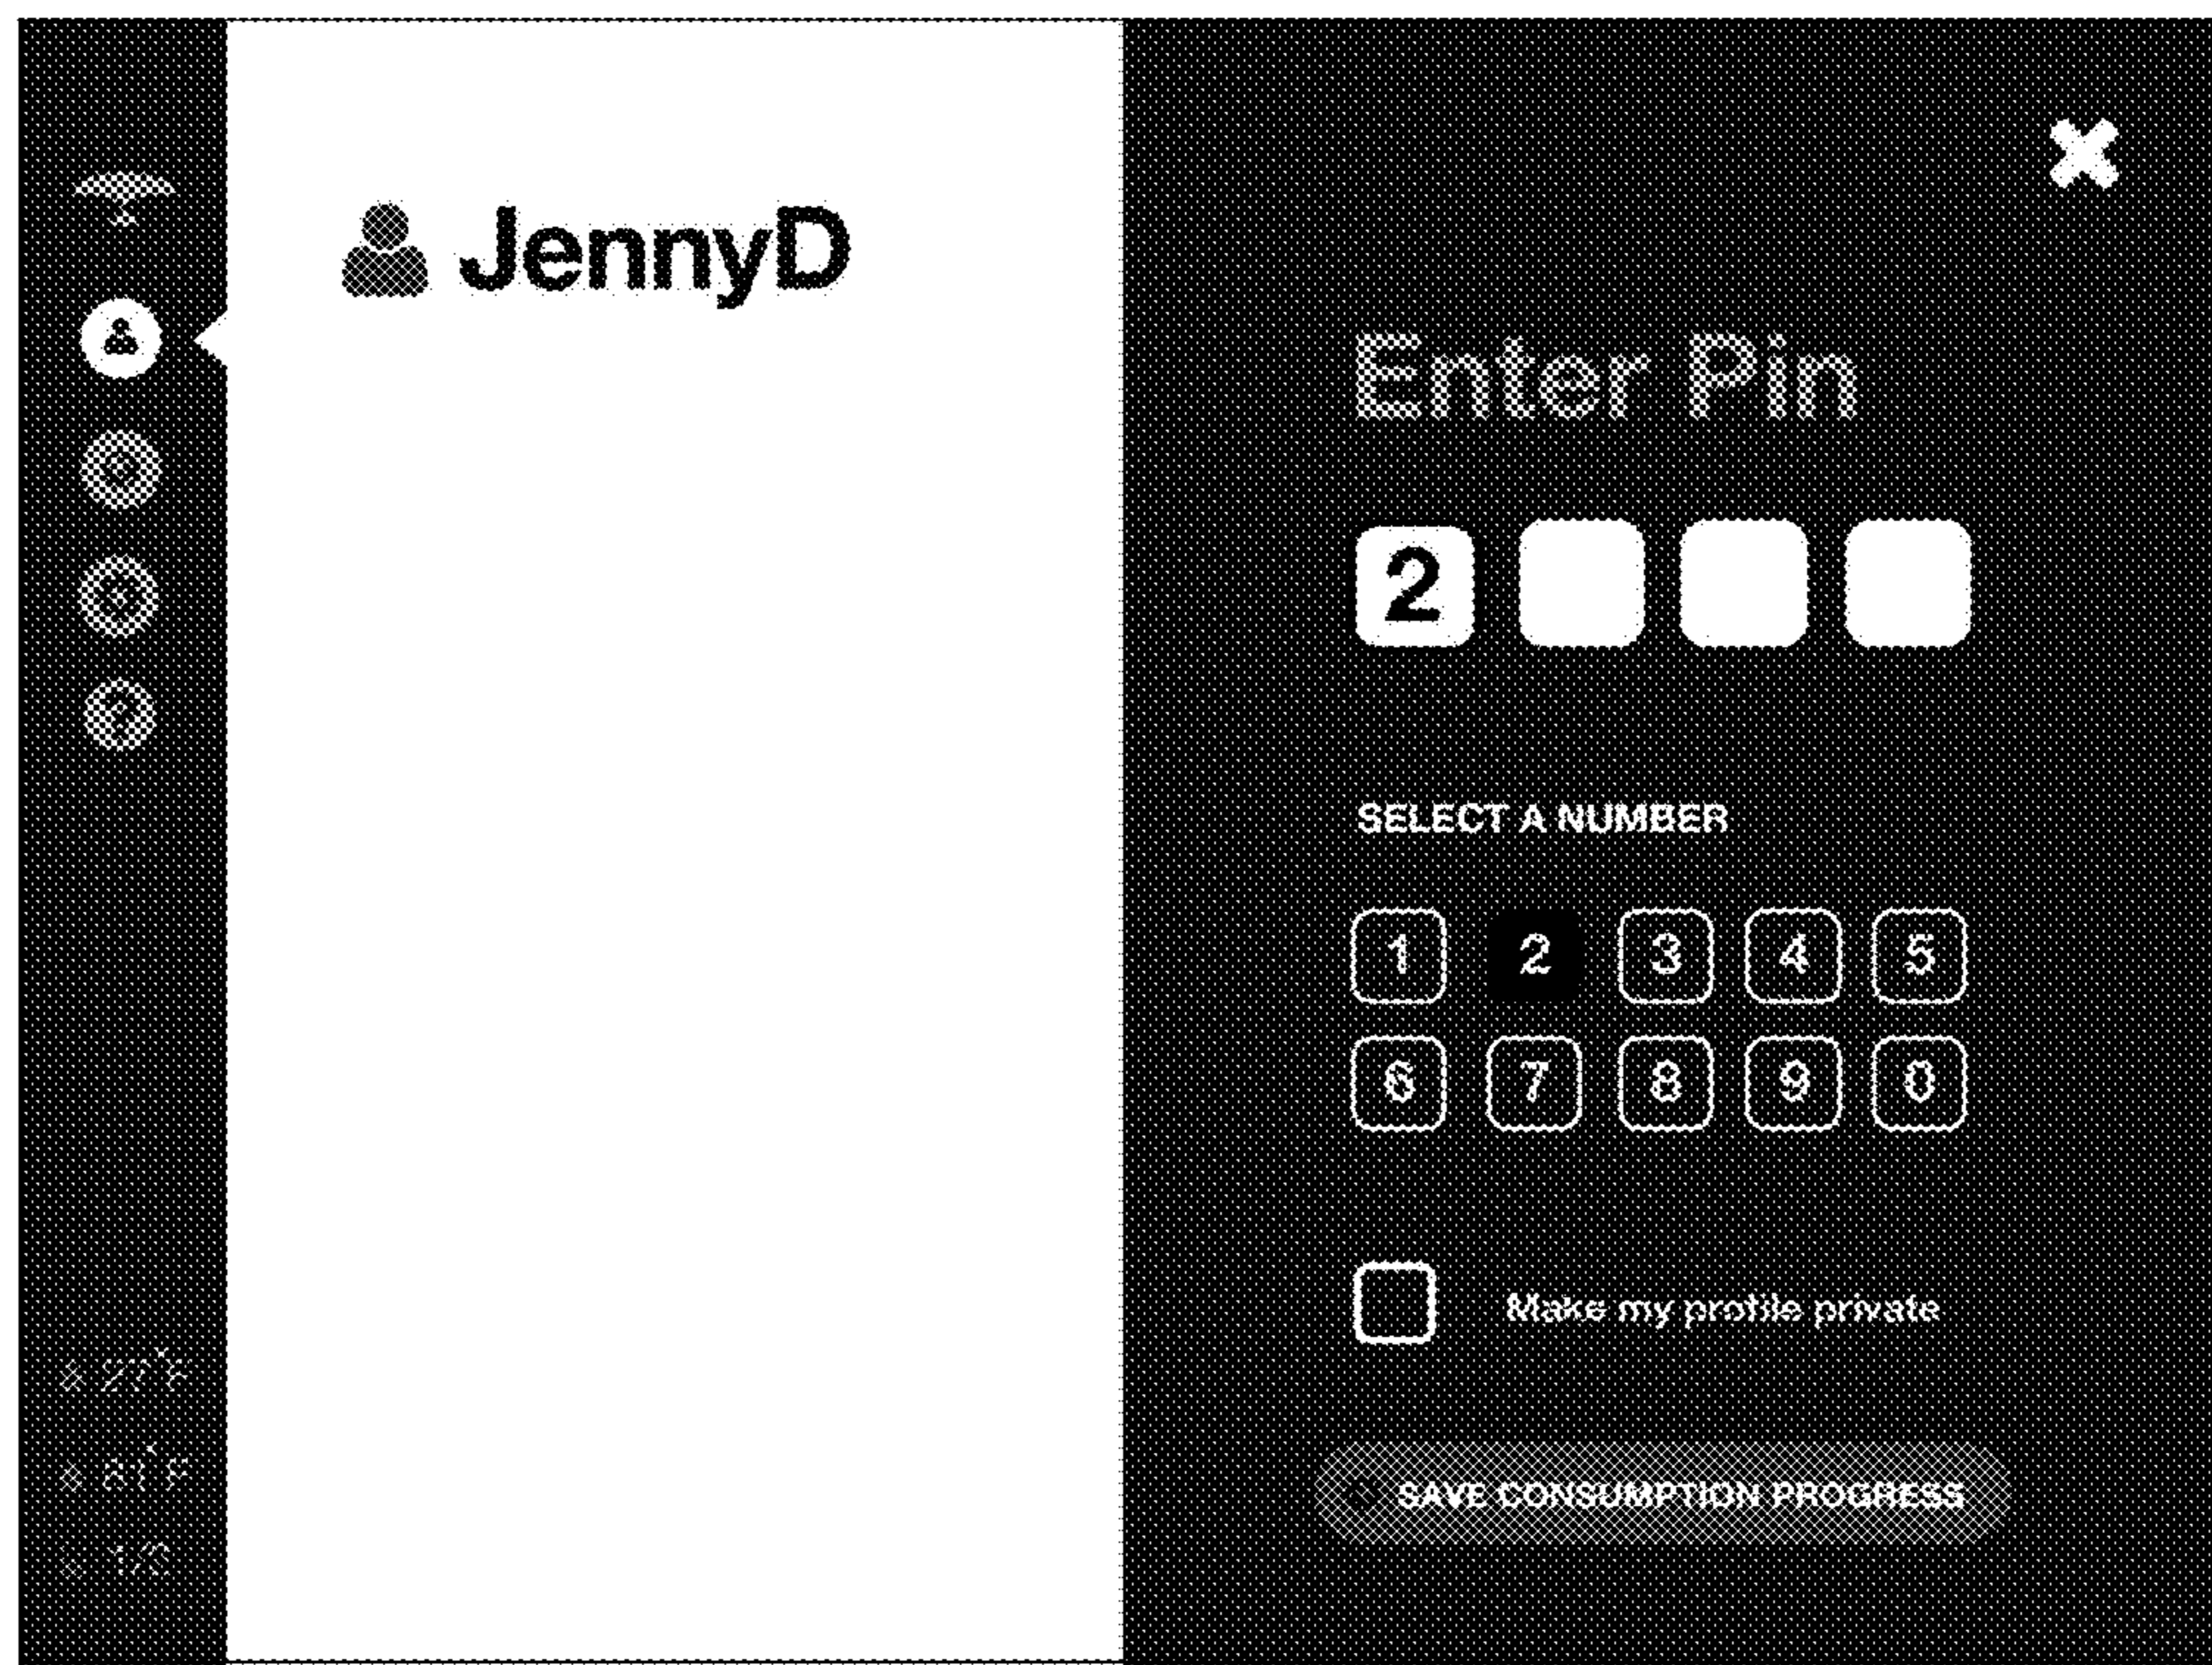 JennyD
Enter Pin
2
SELECT A NUMBER
1 2 3 4 5
6 7 8 9 0
Make my profile private
SAVE CONSUMPTION PROGRESS
?